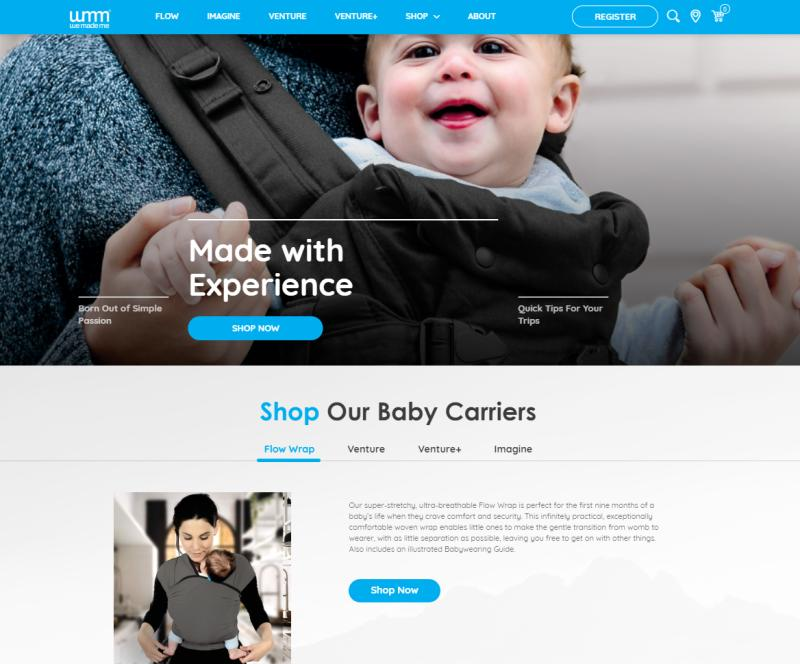 wmm
we made me
FLOW
IMAGINE
VENTURE
VENTURE+
SHOP
ABOUT
REGISTER
0
Made with
Experience
SHOP NOW
Born Out of Simple
Passion
Quick Tips For Your
Trips
Shop Our Baby Carriers
Flow Wrap
Venture
Venture+
Imagine
Our super-stretchy, ultra-breathable Flow Wrap is perfect for the first nine months of a
baby's life when they crave comfort and security. This infinitely practical, exceptionally
comfortable woven wrap enables little ones to make the gentle transition from womb to
wearer, with as little separation as possible, leaving you free to get on with other things.
Also includes an illustrated Babywearing Guide.
Shop Now